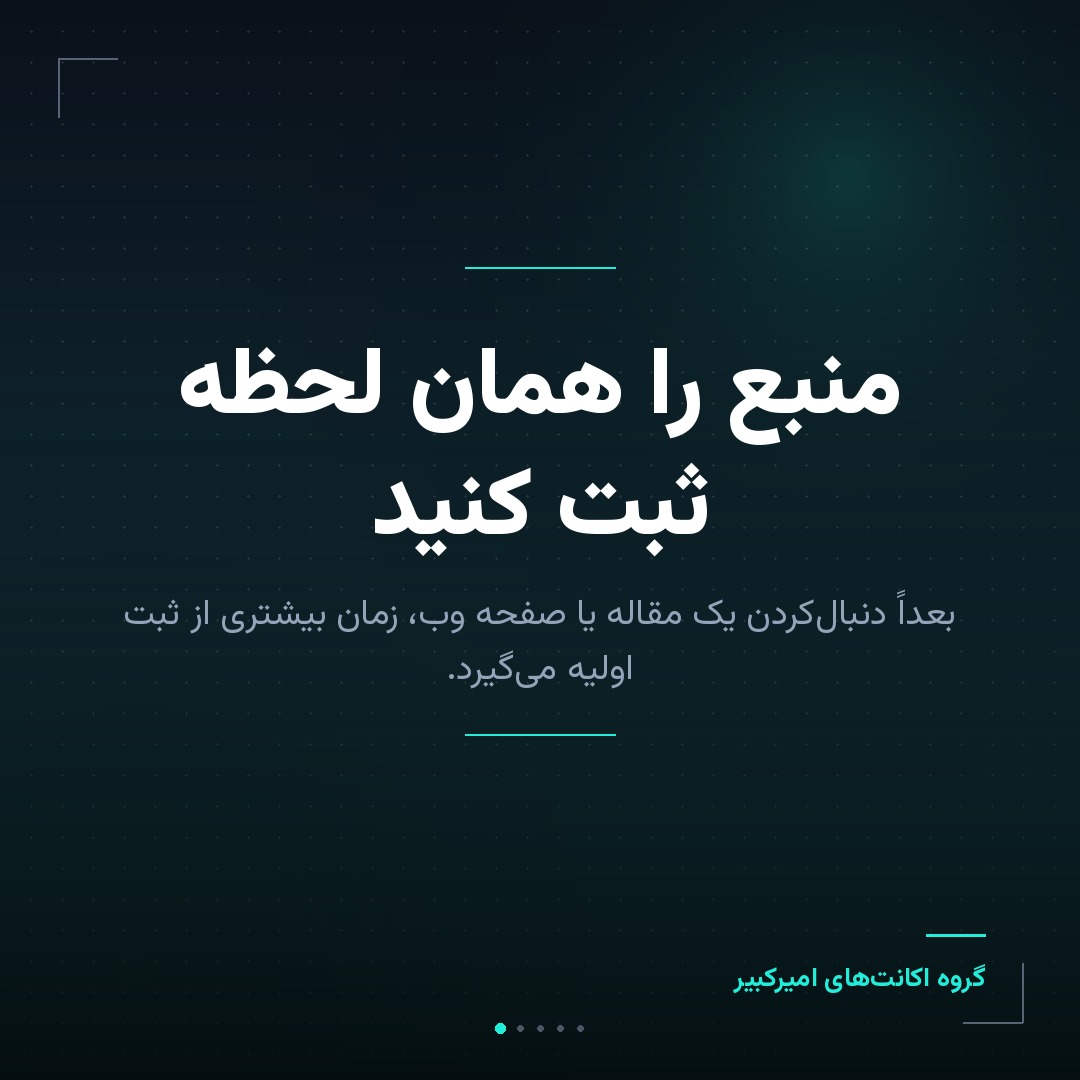 منبع را همان لحظه
ثبت کنید
بعداً دنبال‌کردن یک مقاله یا صفحه وب، زمان بیشتری از ثبت
اولیه می‌گیرد.
گروه اکانت‌های امیرکبیر